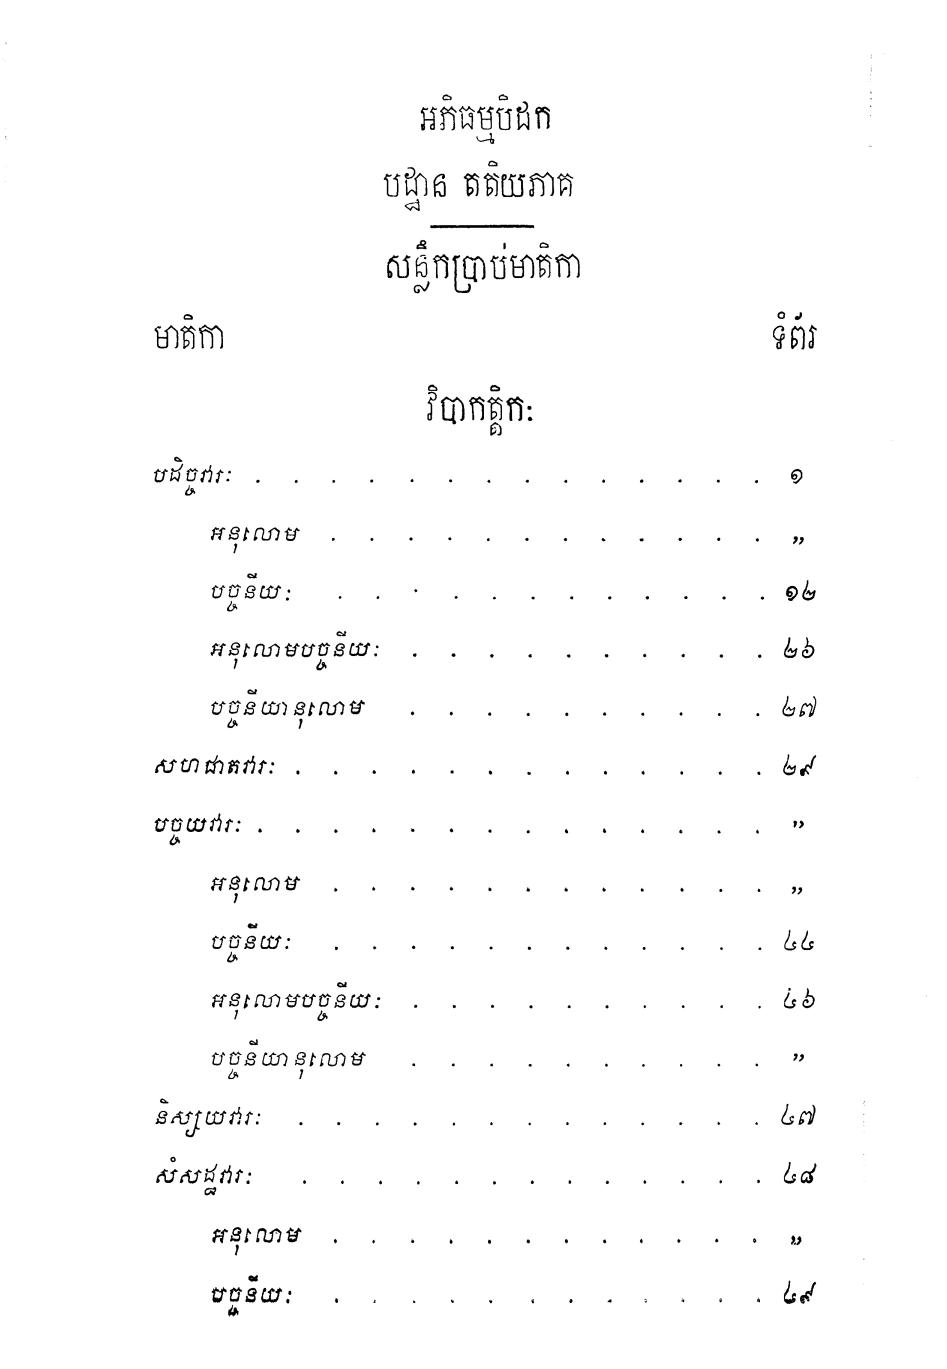 អភិធម្មបិដក
បដ្ឋាន តតិយភាគ
សន្លឹកប្រាប់មាតិកា
មាតិកា ទំព័រ
វិបាកត្តិកៈ
បដិច្ចវារៈ . . . . . . . . . . . . . . ១
អនុលោម . . . . . . . . . . . . ,,
បច្ចនីយៈ . . . . . . . . . . . . ១២
អនុលោមបច្ចនីយៈ . . . . . . . . . . ២៦
បច្ចនីយានុលោម . . . . . . . . . . ២៧
សហជាតវារៈ . . . . . . . . . . . . . ២៩
បច្ចយវារៈ . . . . . . . . . . . . . . ,,
អនុលោម . . . . . . . . . . . . ,,
បច្ចនីយៈ . . . . . . . . . . . . ៤៤
អនុលោមបច្ចនីយៈ . . . . . . . . . . ៤៦
បច្ចនីយានុលោម . . . . . . . . . . ,,
និស្សយវារៈ . . . . . . . . . . . . . ៤៧
សំសដ្ឋវារៈ . . . . . . . . . . . . . ៤៨
អនុលោម . . . . . . . . . . . . ,,
បច្ចនីយៈ . . . . . . . . . . . . ៤៩